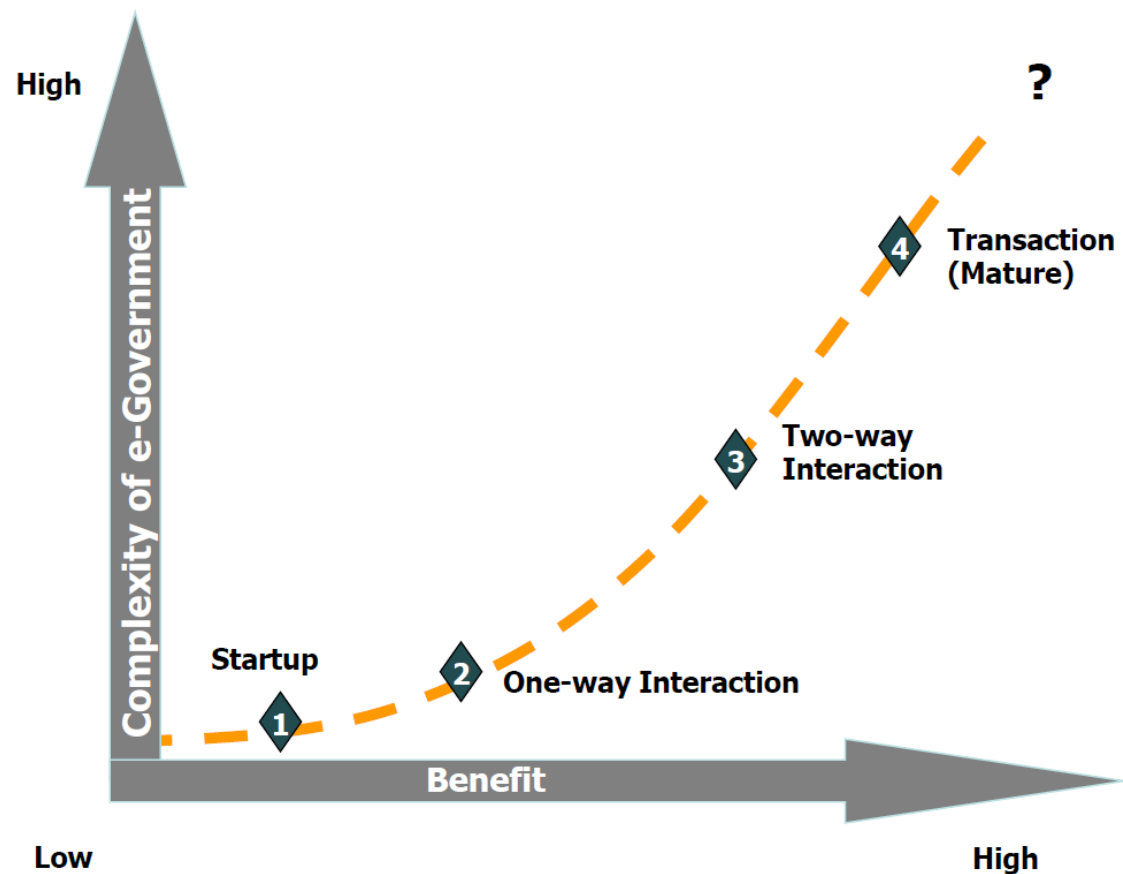 High
?
Complexity of e-Government
4
Transaction
(Mature)
3
Two-way
Interaction
Startup
1
2
One-way Interaction
Benefit
Low
High